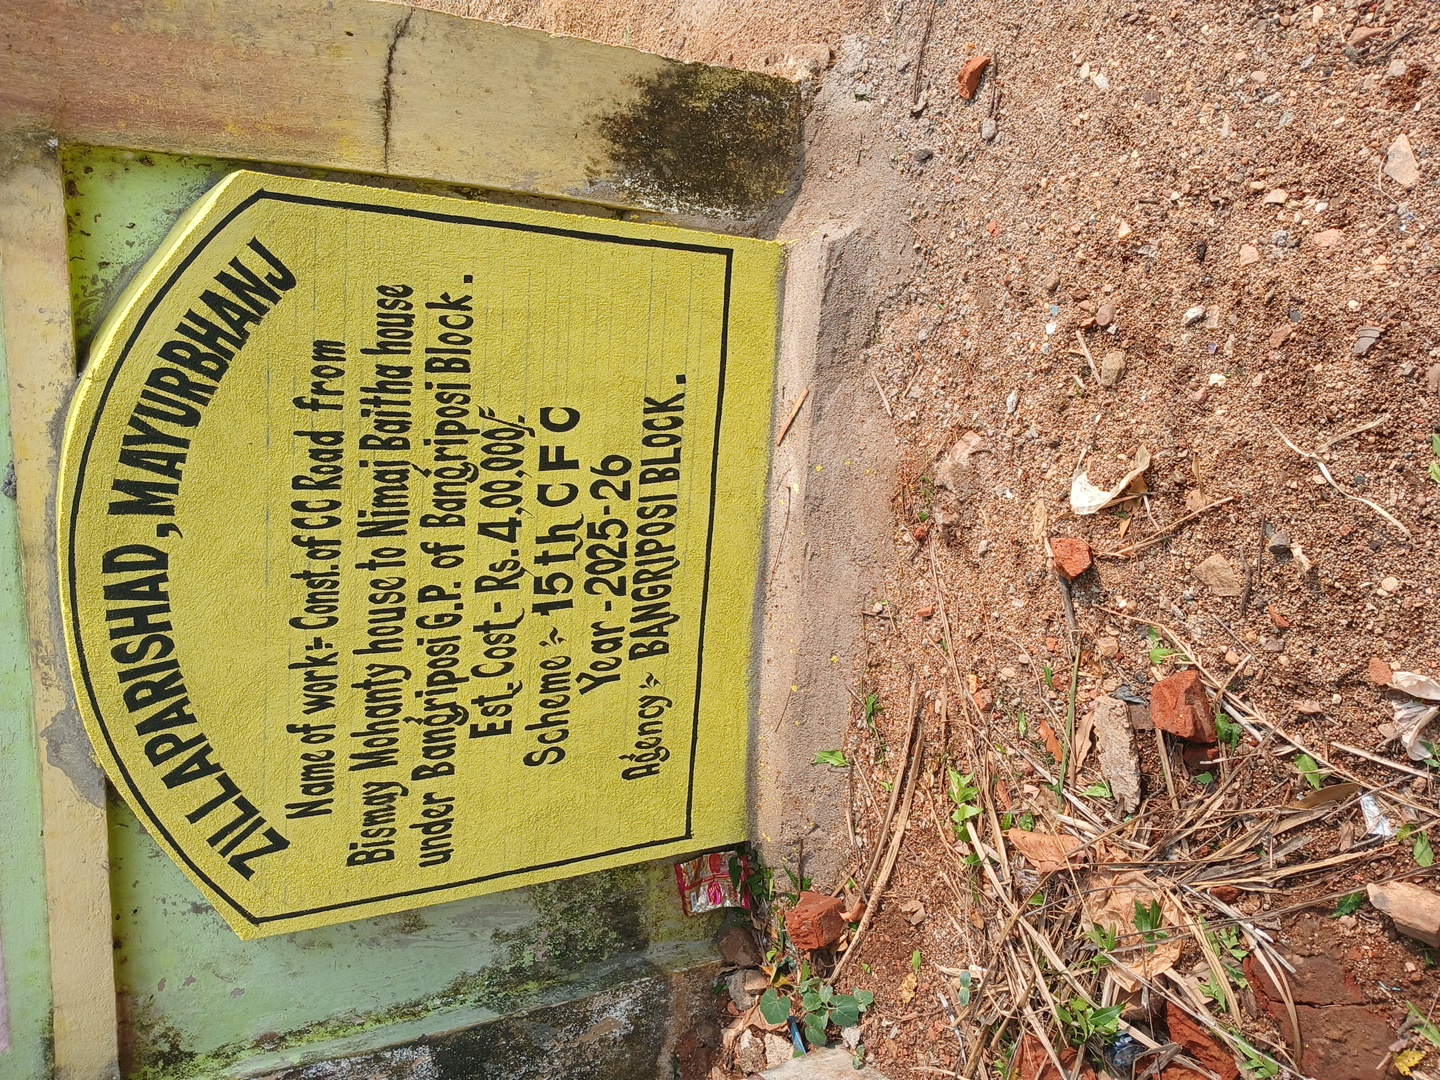 ZILLAPARISHAD, MAYURBHANJ
Name of work:- Const. of CC Road from
Bismay Mohanty house to Nimai Baitha house
under Bangriposi G.P. of Bangriposi Block.
Est. Cost - Rs. 4,00,000/-
Scheme :- 15th CFC
Year - 2025-26
Agency :- BANGRIPOSI BLOCK.